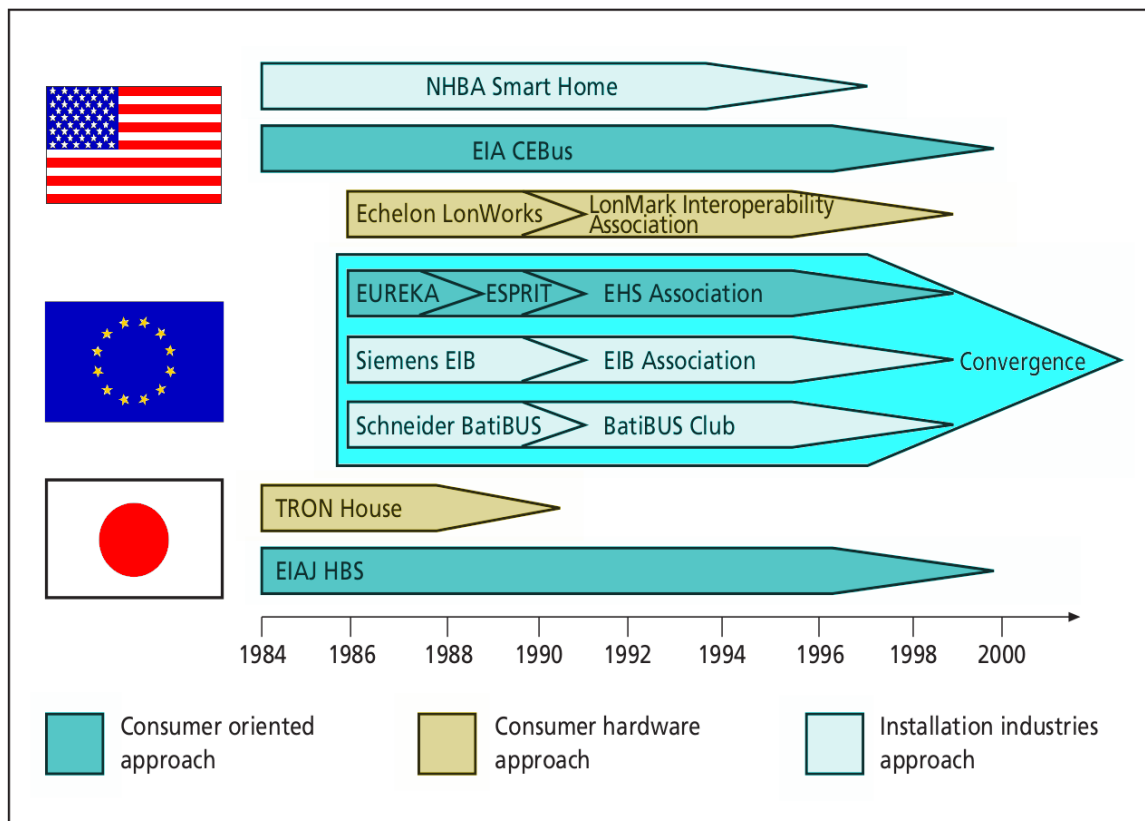 NHBA Smart Home
EIA CEBus
Echelon LonWorks
LonMark Interoperability
Association
EUREKA
ESPRIT
EHS Association
Siemens EIB
EIB Association
Convergence
Schneider BatiBUS
BatiBUS Club
TRON House
EIAJ HBS
1984 1986 1988 1990 1992 1994 1996 1998 2000
Consumer oriented
approach
Consumer hardware
approach
Installation industries
approach